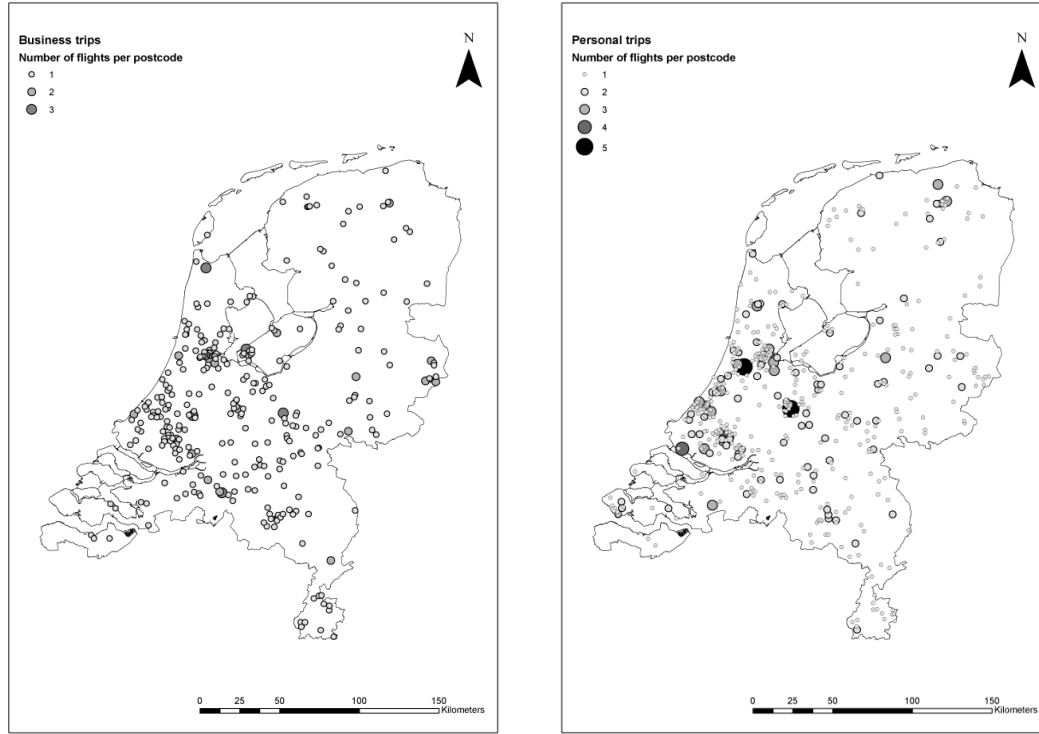 Business trips
Number of flights per postcode
1
2
3
N
0 25 50 100 150
Kilometers
Personal trips
Number of flights per postcode
1
2
3
4
5
N
0 25 50 100 150
Kilometers